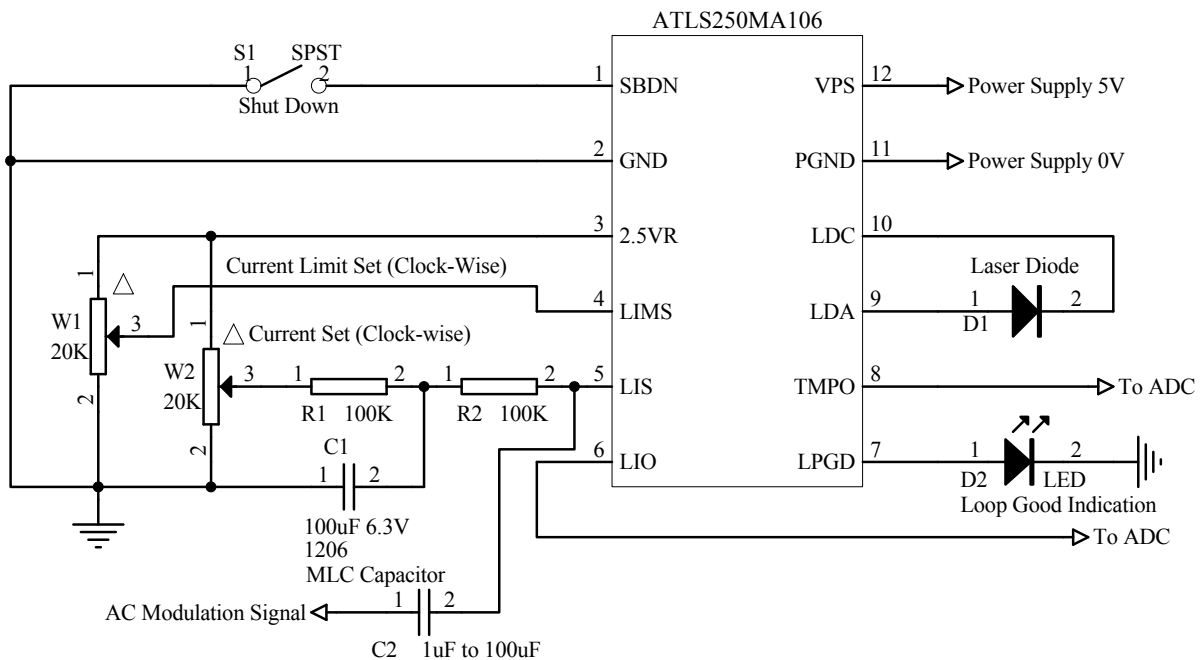 ATLS250MA106
S1 SPST
1 2
Shut Down
1 SBDN VPS 12 Power Supply 5V
2 GND PGND 11 Power Supply 0V
3 2.5VR LDC 10
Current Limit Set (Clock-Wise)
Laser Diode
1
4 LIMS LDA 9 1 2
D1
W1 3
20K
1
Current Set (Clock-wise)
W2 3 1 2 1 2 5 LIS TMPO 8 To ADC
20K
R1 100K R2 100K
2
2
C1
1 2
6 LIO LPGD 7 1 2
D2 LED
Loop Good Indication
100uF 6.3V
1206
MLC Capacitor
To ADC
AC Modulation Signal 1 2
C2 1uF to 100uF